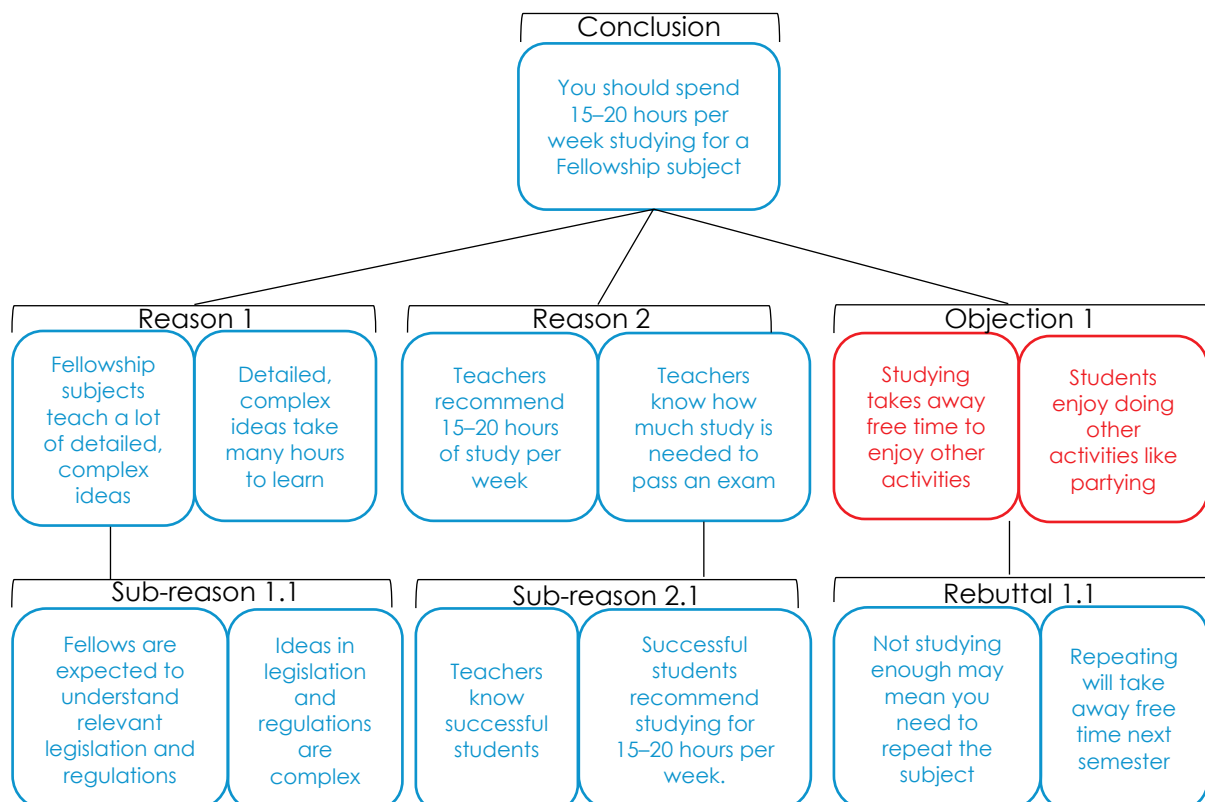 Conclusion
You should spend
15–20 hours per
week studying for a
Fellowship subject
Reason 1
Fellowship
subjects
teach a lot
of detailed,
complex
ideas
Detailed,
complex
ideas take
many hours
to learn
Reason 2
Teachers
recommend
15–20 hours
of study per
week
Teachers
know how
much study is
needed to
pass an exam
Objection 1
Studying
takes away
free time to
enjoy other
activities
Students
enjoy doing
other
activities like
partying
Sub-reason 1.1
Fellows are
expected to
understand
relevant
legislation and
regulations
Ideas in
legislation
and
regulations
are
complex
Sub-reason 2.1
Teachers
know
successful
students
Successful
students
recommend
studying for
15–20 hours per
week.
Rebuttal 1.1
Not studying
enough may
mean you
need to
repeat the
subject
Repeating
will take
away free
time next
semester